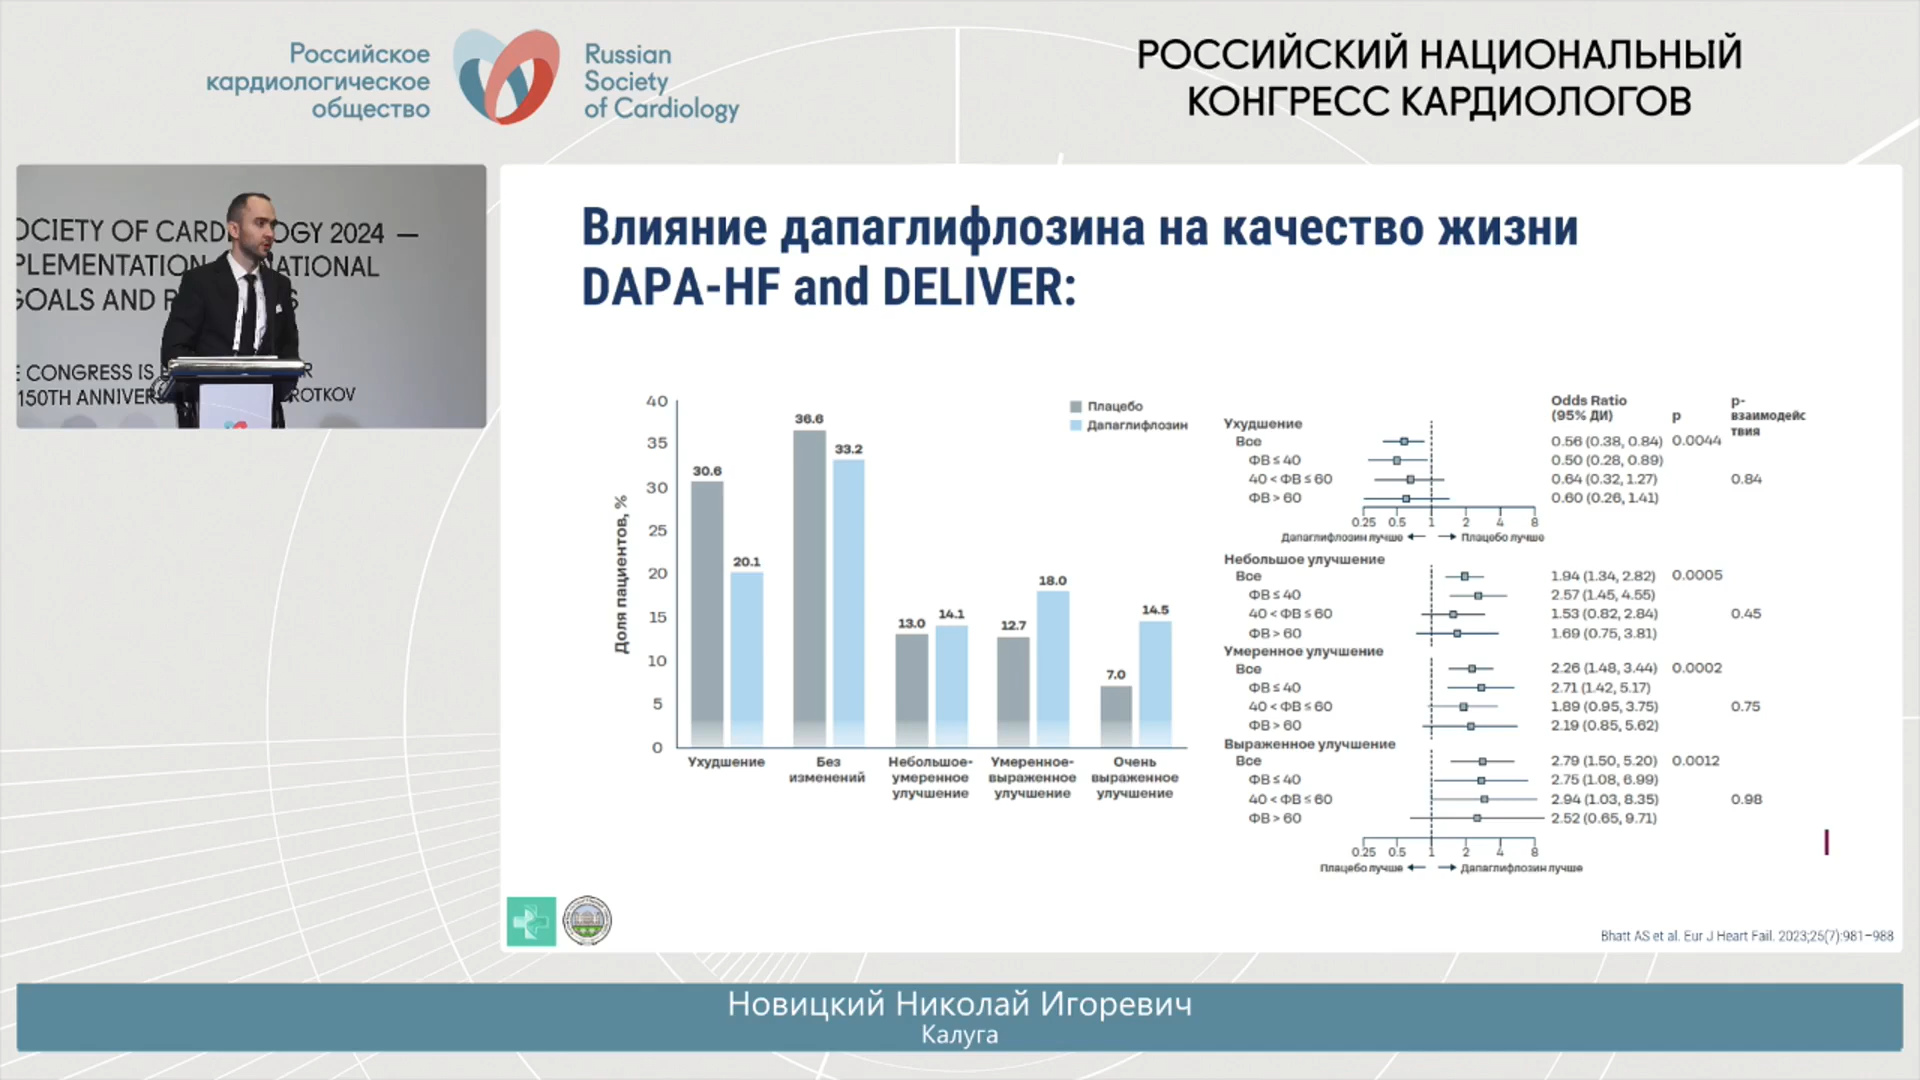 Российское
кардиологическое
общество
Russian
Society
of Cardiology
РОССИЙСКИЙ НАЦИОНАЛЬНЫЙ
КОНГРЕСС КАРДИОЛОГОВ
OCIETY OF CARD OGY 2024 —
PLEMENTATION NATIONAL
GOALS AND
CONGRESS IS
150TH ANNIVERS ROTKOV
Влияние дапаглифлозина на качество жизни
DAPA-HF and DELIVER:
Доля пациентов, %
40
35
30
25
20
15
10
5
0
Плацебо
Дапаглифлозин
30.6
20.1
36.6
33.2
13.0
14.1
12.7
18.0
7.0
14.5
Ухудшение
Без
изменений
Небольшое-
умеренное
улучшение
Умеренное-
выраженное
улучшение
Очень
выраженное
улучшение
Odds Ratio
(95% ДИ)
p
p-
взаимодейс
твия
Ухудшение
Все 0.56 (0.38, 0.84) 0.0044
ФВ ≤ 40 0.50 (0.28, 0.89)
40 < ФВ ≤ 60 0.64 (0.32, 1.27) 0.84
ФВ > 60 0.60 (0.26, 1.41)
0.25 0.5 1 2 4 8
Дапаглифлозин лучше Плацебо лучше
Небольшое улучшение
Все 1.94 (1.34, 2.82) 0.0005
ФВ ≤ 40 2.57 (1.45, 4.55)
40 < ФВ ≤ 60 1.53 (0.82, 2.84) 0.45
ФВ > 60 1.69 (0.75, 3.81)
Умеренное улучшение
Все 2.26 (1.48, 3.44) 0.0002
ФВ ≤ 40 2.71 (1.42, 5.17)
40 < ФВ ≤ 60 1.89 (0.95, 3.75) 0.75
ФВ > 60 2.19 (0.85, 5.62)
Выраженное улучшение
Все 2.79 (1.50, 5.20) 0.0012
ФВ ≤ 40 2.75 (1.08, 6.99)
40 < ФВ ≤ 60 2.94 (1.03, 8.35) 0.98
ФВ > 60 2.52 (0.65, 9.71)
0.25 0.5 1 2 4 8
Плацебо лучше Дапаглифлозин лучше
Bhatt AS et al. Eur J Heart Fail. 2023;25(7):981–988
Новицкий Николай Игоревич
Калуга